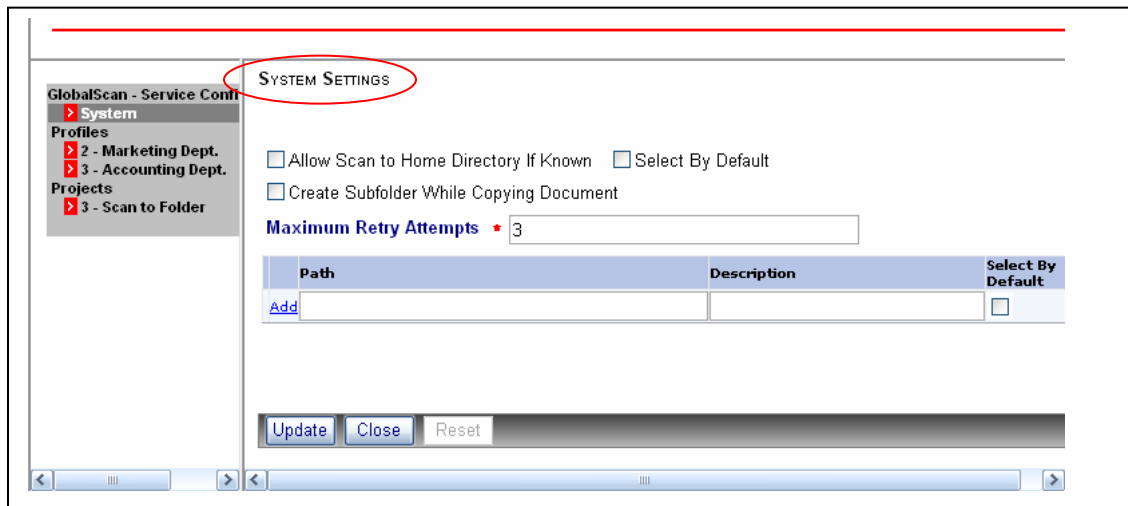 GlobalScan - Service Confi
System
Profiles
2 - Marketing Dept.
3 - Accounting Dept.
Projects
3 - Scan to Folder
SYSTEM SETTINGS
Allow Scan to Home Directory If Known Select By Default
Create Subfolder While Copying Document
Maximum Retry Attempts * 3
Path Description Select By Default
Add
Update Close Reset